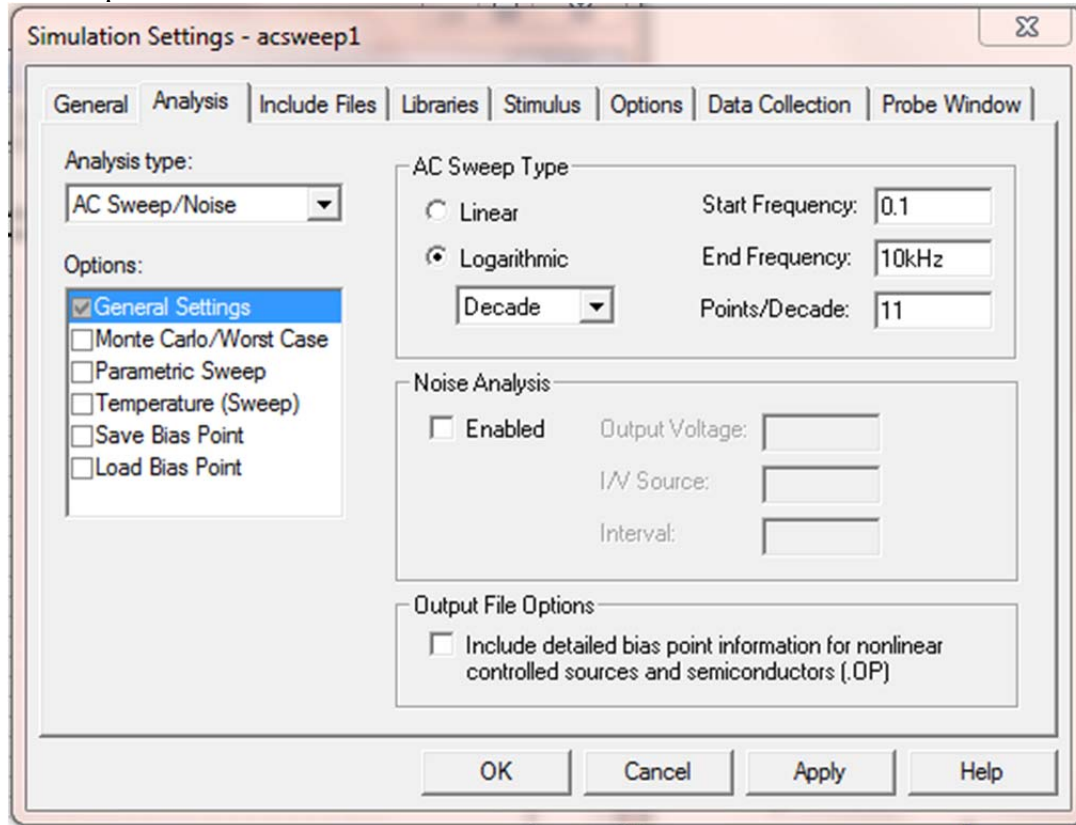 Simulation Settings - acsweep1
General Analysis Include Files Libraries Stimulus Options Data Collection Probe Window
Analysis type:
AC Sweep/Noise
Options:
General Settings
Monte Carlo/Worst Case
Parametric Sweep
Temperature (Sweep)
Save Bias Point
Load Bias Point
AC Sweep Type
Linear
Logarithmic
Decade
Start Frequency: 0.1
End Frequency: 10kHz
Points/Decade: 11
Noise Analysis
Enabled
Output Voltage:
I/V Source:
Interval:
Output File Options
Include detailed bias point information for nonlinear
controlled sources and semiconductors (.OP)
OK Cancel Apply Help